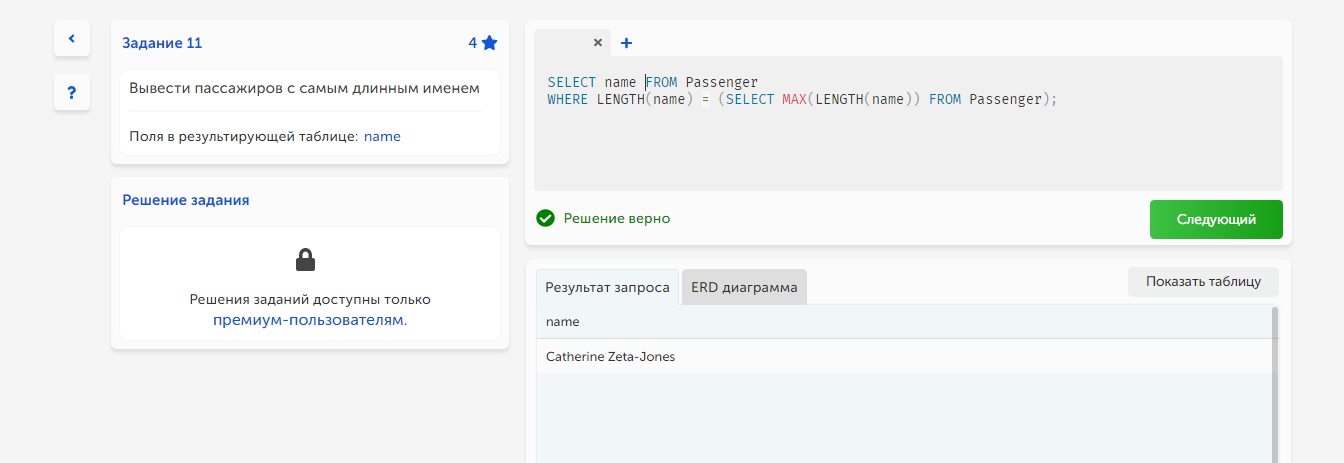 Задание 11
4
Вывести пассажиров с самым длинным именем
Поля в результирующей таблице: name
?
Решение задания
Решения заданий доступны только
премиум-пользователям.
SELECT name FROM Passenger
WHERE LENGTH(name) = (SELECT MAX(LENGTH(name)) FROM Passenger);
Решение верно
Следующий
Результат запроса
ERD диаграмма
Показать таблицу
name
Catherine Zeta-Jones